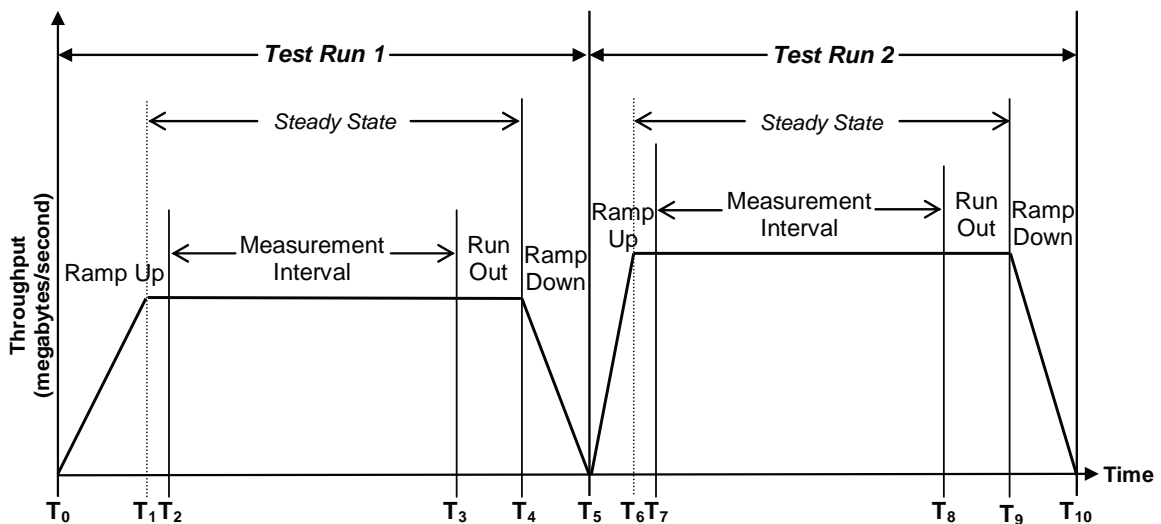 Test Run 1
Test Run 2
Steady State
Steady State
Ramp Up
Measurement
Interval
Run
Out
Ramp
Down
Ramp
Up
Measurement
Interval
Run
Out
Ramp
Down
Throughput
(megabytes/second)
Time
T₀ T₁ T₂ T₃ T₄ T₅ T₆ T₇ T₈ T₉ T₁₀